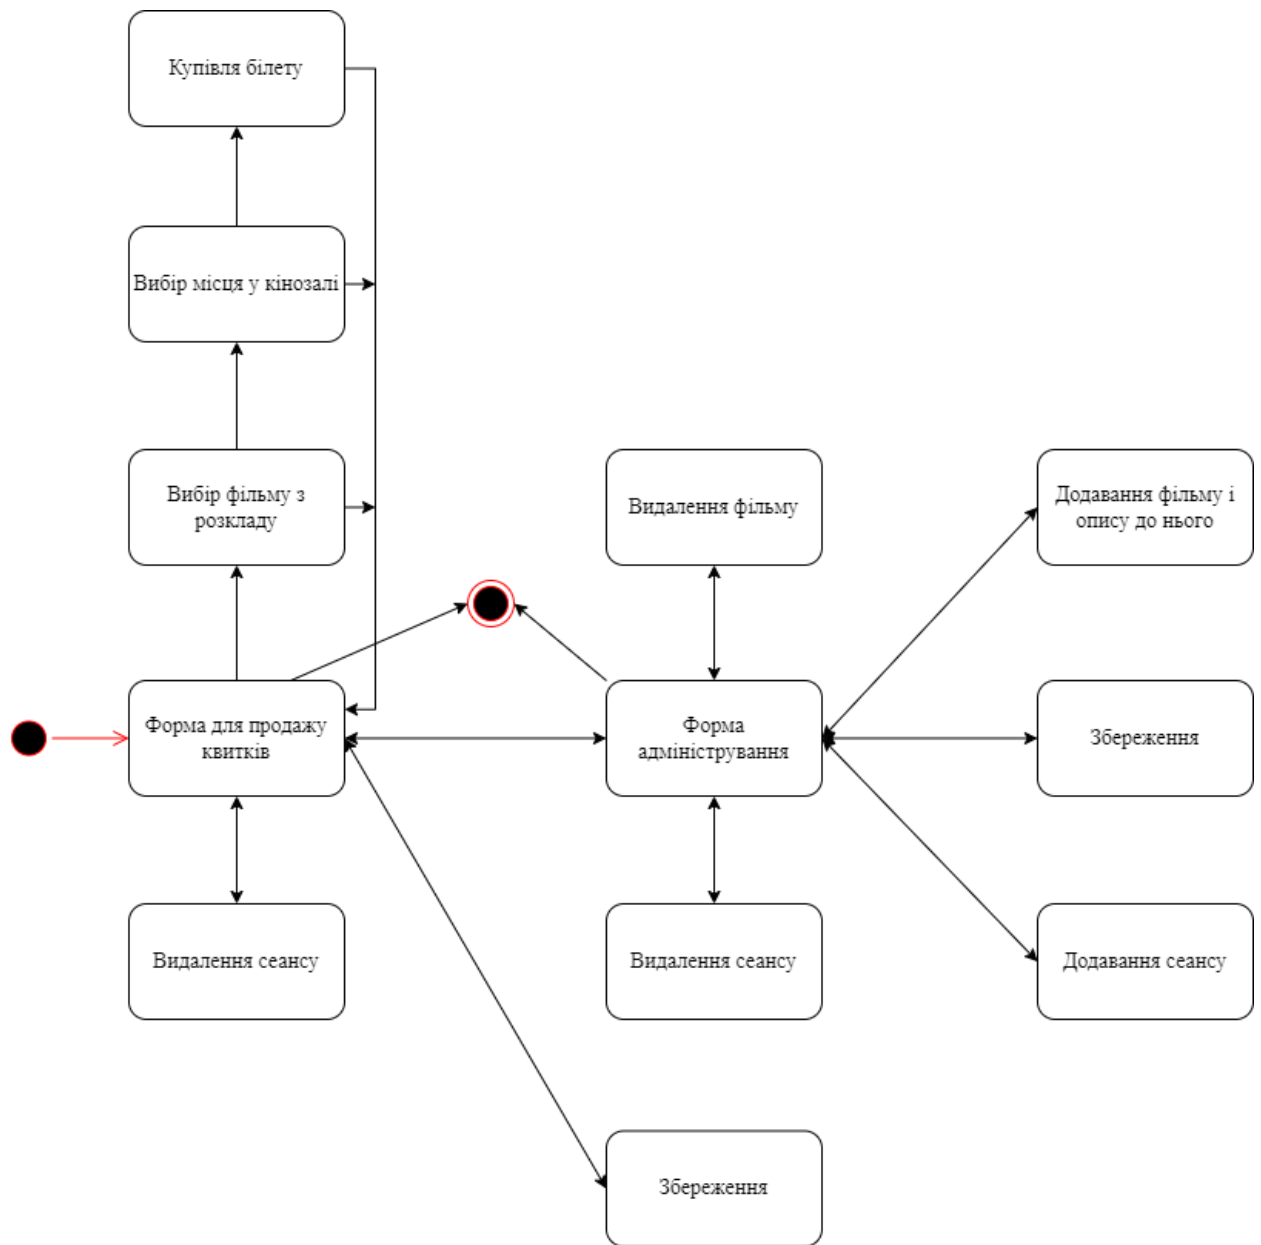 Купівля білету
Вибір місця у кінозалі
Вибір фільму з
розкладу
Видалення фільму
Додавання фільму і
опису до нього
Форма для продажу
квитків
Форма
адміністрування
Збереження
Видалення сеансу
Видалення сеансу
Додавання сеансу
Збереження